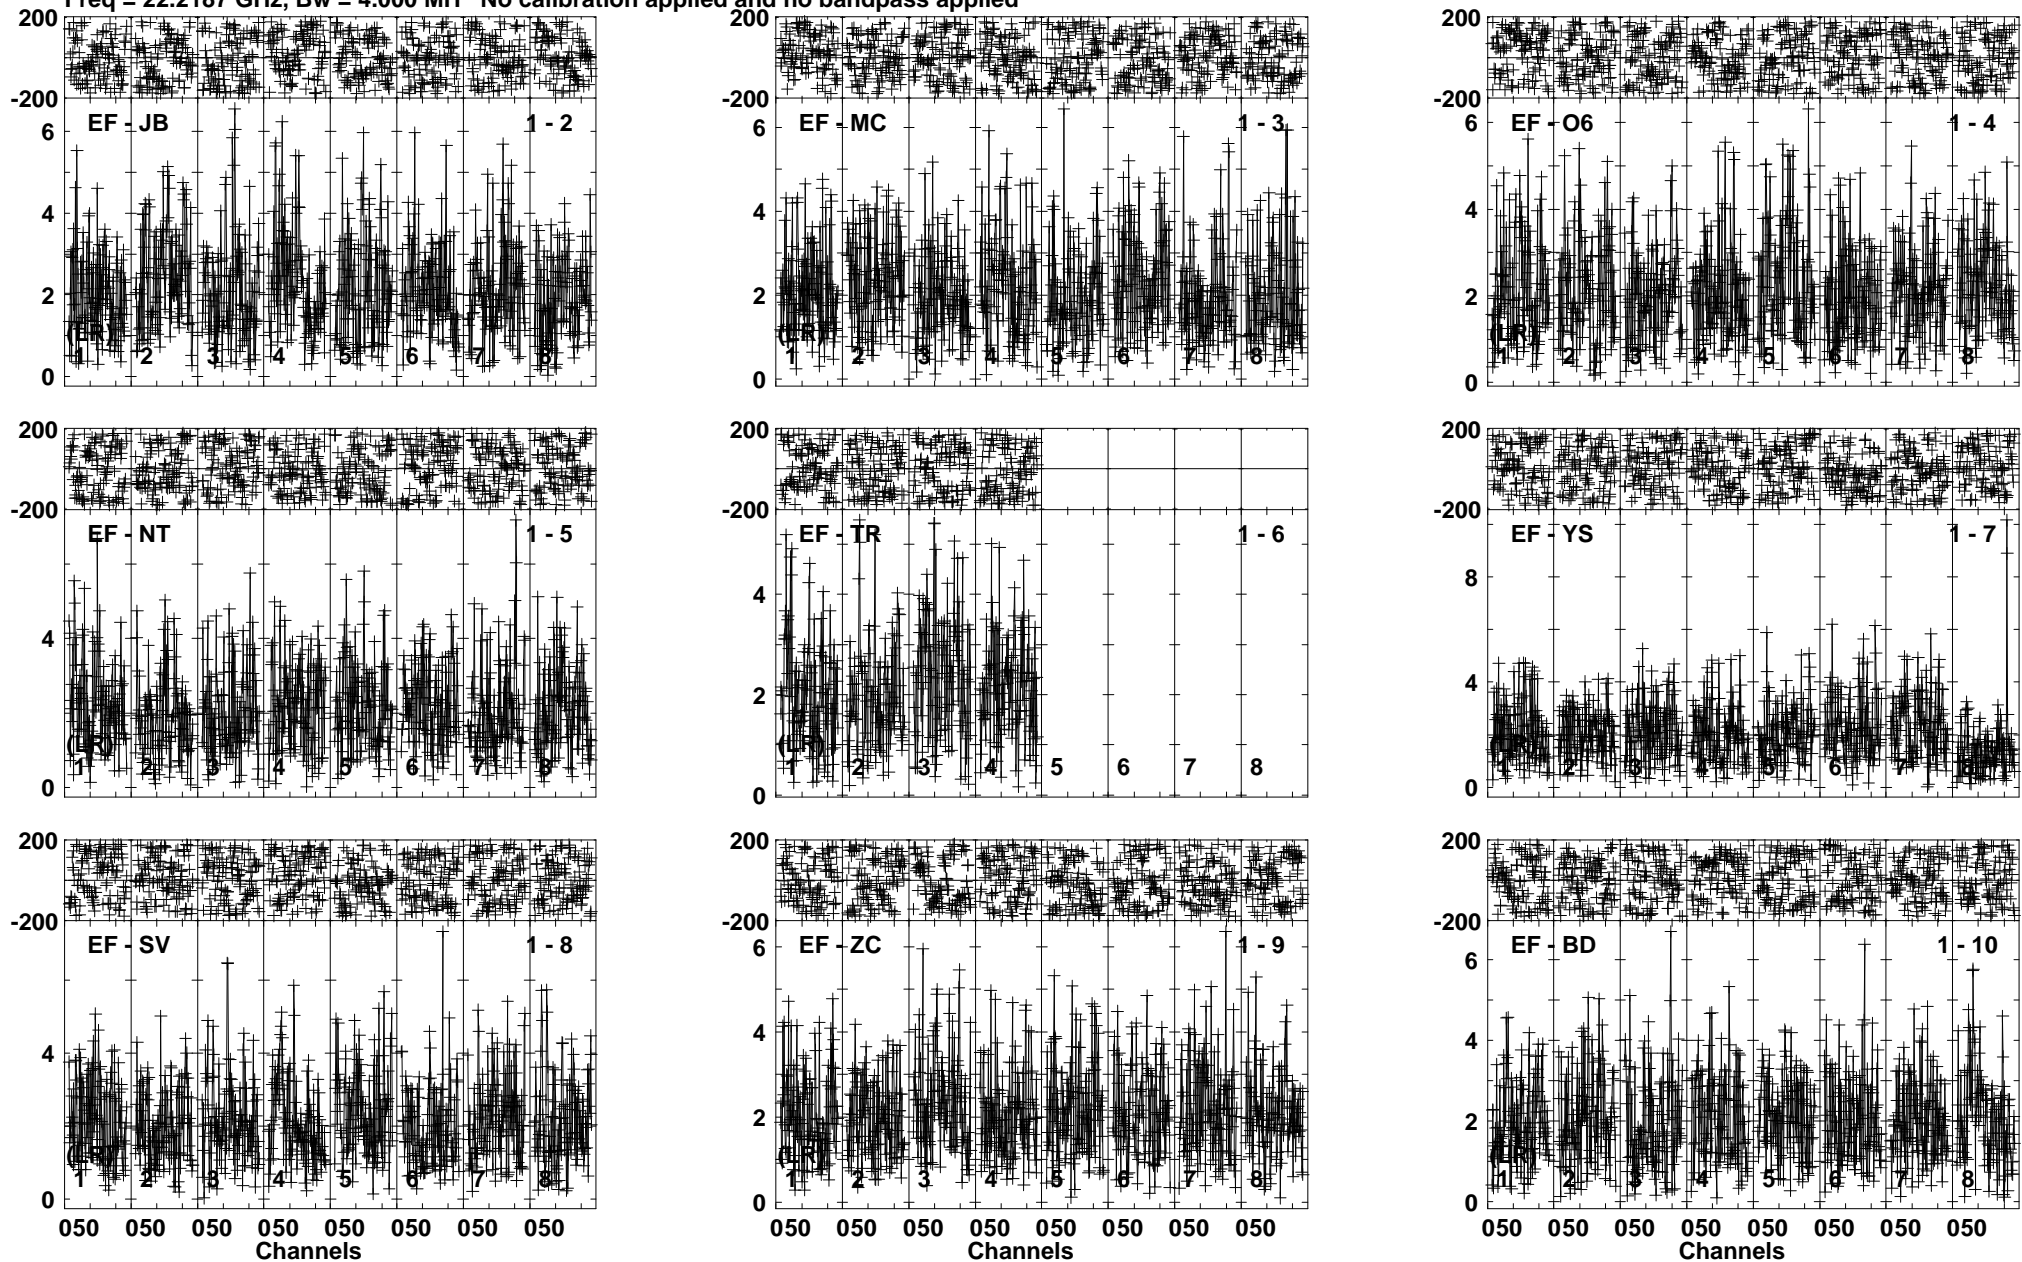 Freq = 22.2187 GHz, Bw = 4.000 MH No calibration applied and no bandpass applied
200 200 200
-200 -200 -200
EF - JB 1 - 2 EF - MC 1 - 3 EF - O6 1 - 4
6 6 6
4 4 4
2 2 2
(LR) (LR) (LR)
1 2 3 4 5 6 7 8 1 2 3 4 5 6 7 8 1 2 3 4 5 6 7 8
0 0 0
200 200 200
-200 -200 -200
EF - NT 1 - 5 EF - TR 1 - 6 EF - YS 1 - 7
8
4 4 4
2
(LR) (LR) (LR)
1 2 3 4 5 6 7 8 1 2 3 4 5 6 7 8 1 2 3 4 5 6 7 8
0 0 0
200 200 200
-200 -200 -200
EF - SV 1 - 8 EF - ZC 1 - 9 EF - BD 1 - 10
6 6
4 4 4
2 2
(LR) (LR) (LR)
1 2 3 4 5 6 7 8 1 2 3 4 5 6 7 8 1 2 3 4 5 6 7 8
0 0 0
050 050 050 050 050 050 050 050 050 050 050 050 050 050 050 050 050 050 050 050 050 050 050 050
Channels Channels Channels